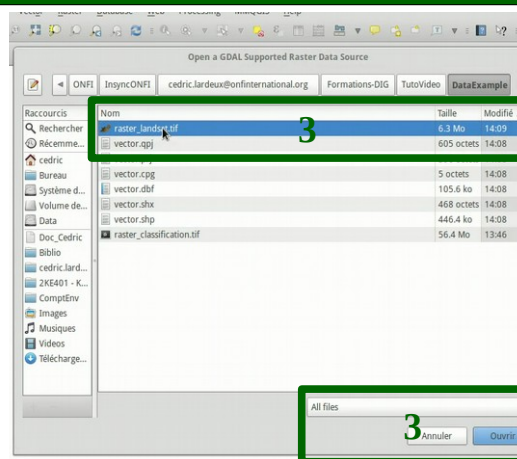 Vector Raster Database Web Processing MMQGIS Help
Open a GDAL Supported Raster Data Source
ONFI InsyncONFI cedric.lardeux@onfinternational.org Formations-DIG TutoVideo DataExample
Raccourcis Nom Taille Modifié
Rechercher raster_landsat.tif 3 6.3 Mo 14:09
Récemme... vector.qpj 605 octets 14:08
cedric
Bureau vector.cpg 5 octets 14:08
Système d... vector.dbf 105.6 ko 14:08
Volume de... vector.shx 468 octets 14:08
Data vector.shp 446.4 ko 14:08
Doc_Cedric raster_classification.tif 56.4 Mo 13:46
Biblio
cedric.lard...
2KE401 - K...
ComptEnv
Images
Musiques
Videos
Télécharge...
All files
3
Annuler Ouvrir